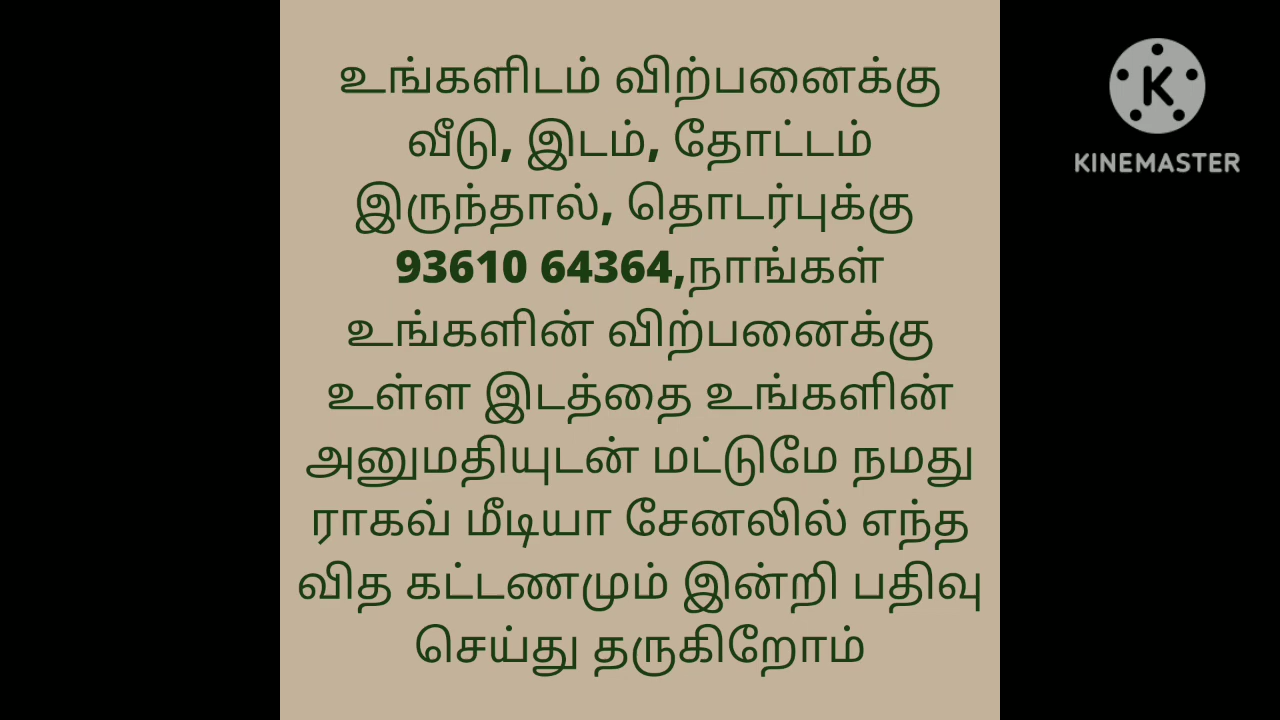 உங்களிடம் விற்பனைக்கு
வீடு, இடம், தோட்டம்
இருந்தால், தொடர்புக்கு
93610 64364,நாங்கள்
உங்களின் விற்பனைக்கு
உள்ள இடத்தை உங்களின்
அனுமதியுடன் மட்டுமே நமது
ராகவ் மீடியா சேனலில் எந்த
வித கட்டணமும் இன்றி பதிவு
செய்து தருகிறோம்
K
KINEMASTER